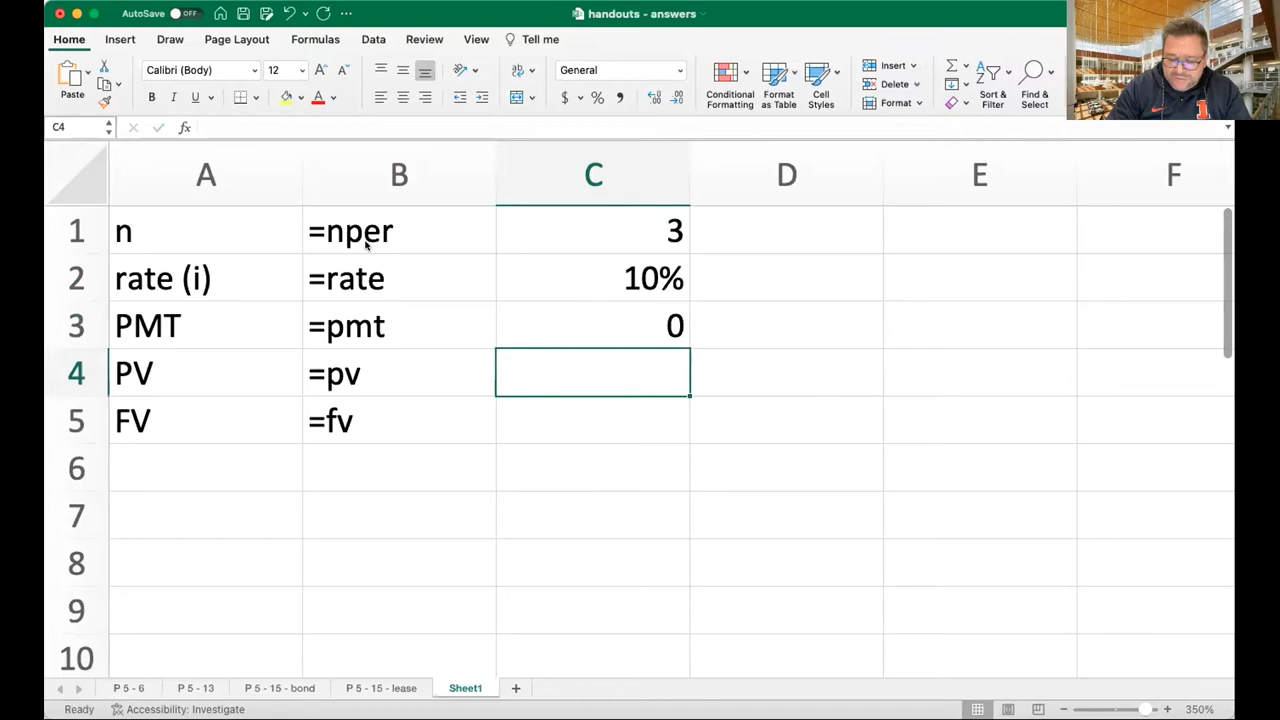 AutoSave OFF
handouts - answers
Home Insert Draw Page Layout Formulas Data Review View Tell me
Paste
Calibri (Body) 12
B I U
General
$ % 9
Conditional Formatting
Format as Table
Cell Styles
Insert
Delete
Format
Sort & Filter
Find & Select
C4 fx
A B C D E F
1 n =nper 3
2 rate (i) =rate 10%
3 PMT =pmt 0
4 PV =pv
5 FV =fv
6
7
8
9
10
P 5 - 6 P 5 - 13 P 5 - 15 - bond P 5 - 15 - lease Sheet1
Ready Accessibility: Investigate 350%